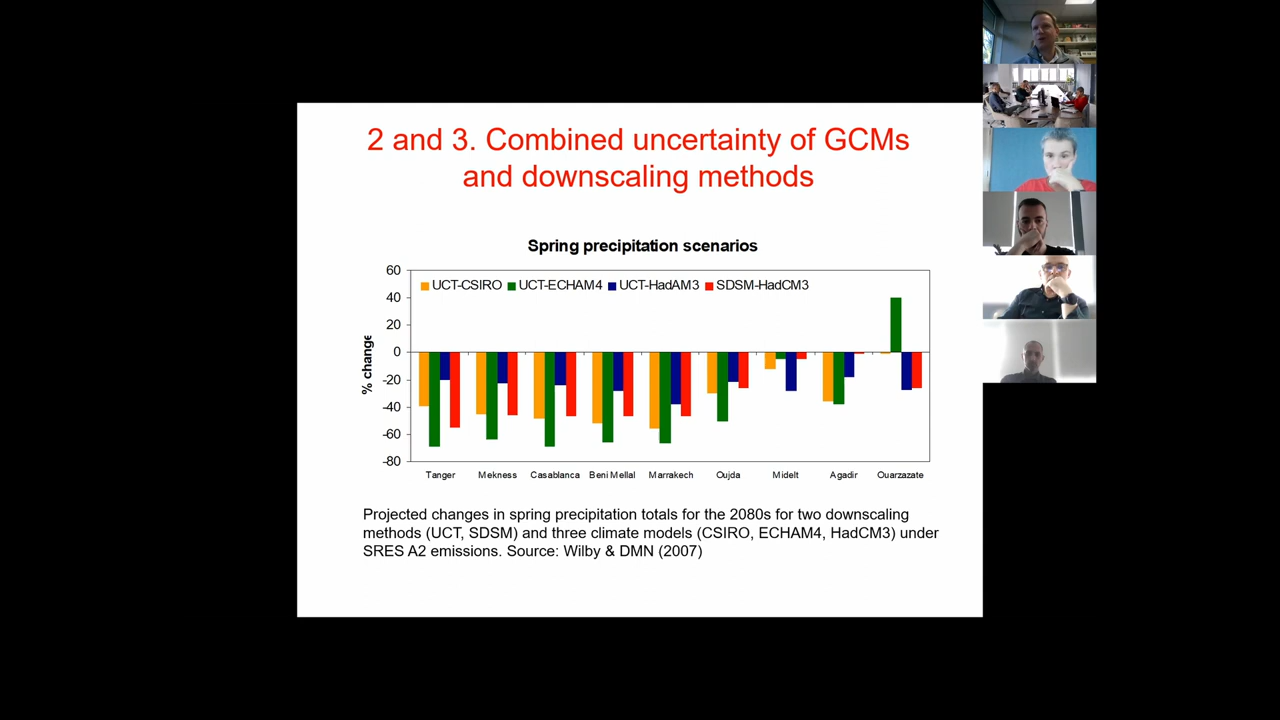 2 and 3. Combined uncertainty of GCMs
and downscaling methods
Spring precipitation scenarios
UCT-CSIRO UCT-ECHAM4 UCT-HadAM3 SDSM-HadCM3
% change
60
40
20
0
-20
-40
-60
-80
Tanger Mekness Casablanca Beni Mellal Marrakech Oujda Midelt Agadir Ouarzazate
Projected changes in spring precipitation totals for the 2080s for two downscaling
methods (UCT, SDSM) and three climate models (CSIRO, ECHAM4, HadCM3) under
SRES A2 emissions. Source: Wilby & DMN (2007)